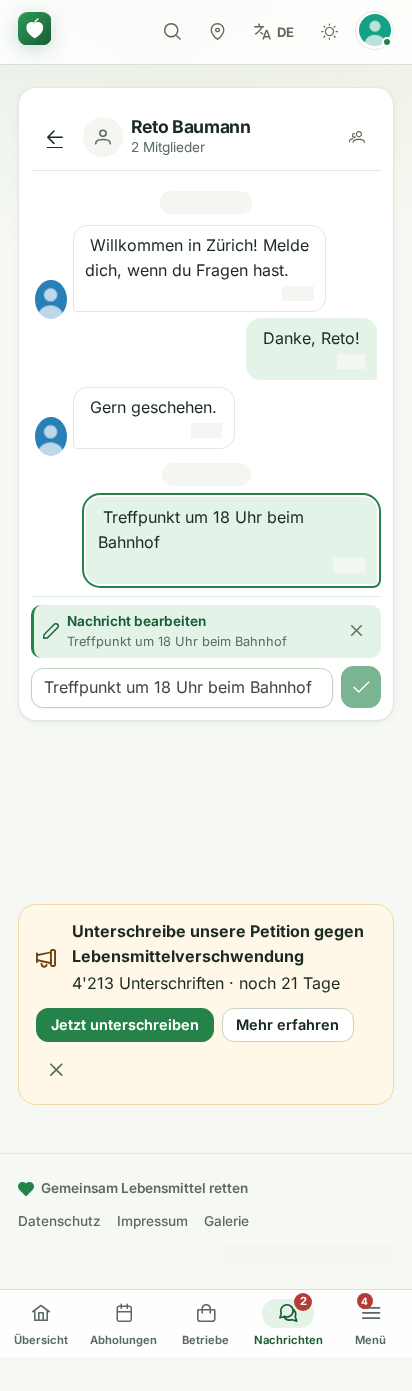 DE
Reto Baumann
2 Mitglieder
Willkommen in Zürich! Melde
dich, wenn du Fragen hast.
Danke, Reto!
Gern geschehen.
Treffpunkt um 18 Uhr beim
Bahnhof
Nachricht bearbeiten
Treffpunkt um 18 Uhr beim Bahnhof
Treffpunkt um 18 Uhr beim Bahnhof
Unterschreibe unsere Petition gegen
Lebensmittelverschwendung
4'213 Unterschriften · noch 21 Tage
Jetzt unterschreiben Mehr erfahren
Gemeinsam Lebensmittel retten
Datenschutz Impressum Galerie
2 4
Übersicht Abholungen Betriebe Nachrichten Menü